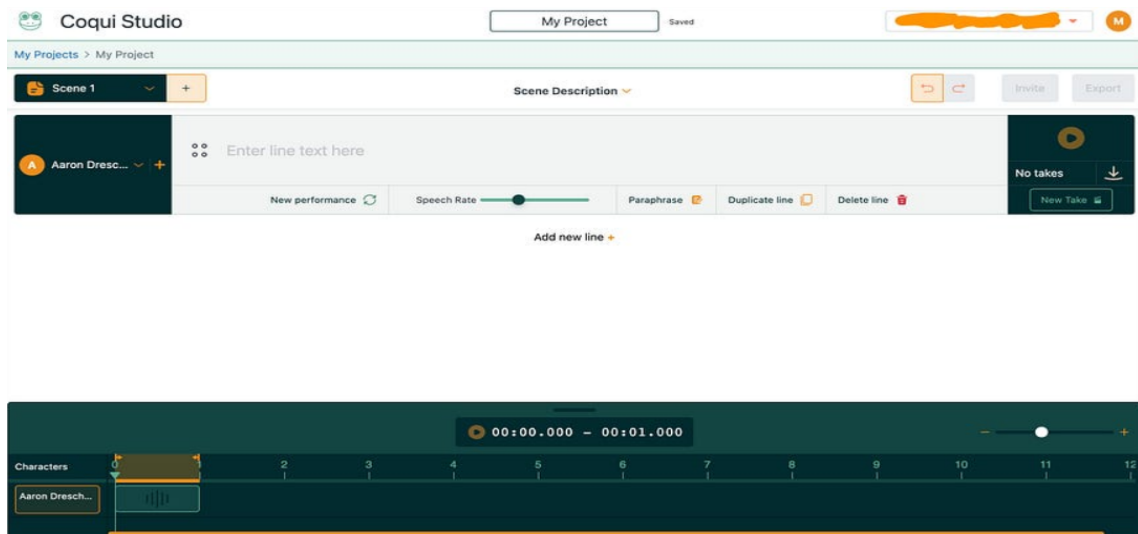 Coqui Studio
My Project
Saved
M
My Projects > My Project
Scene 1
+
Scene Description
Invite
Export
A
Aaron Dresc...
+
Enter line text here
No takes
New performance
Speech Rate
Paraphrase
Duplicate line
Delete line
New Take
Add new line +
00:00.000 – 00:01.000
− +
Characters
0 1 2 3 4 5 6 7 8 9 10 11 12
Aaron Dresch...